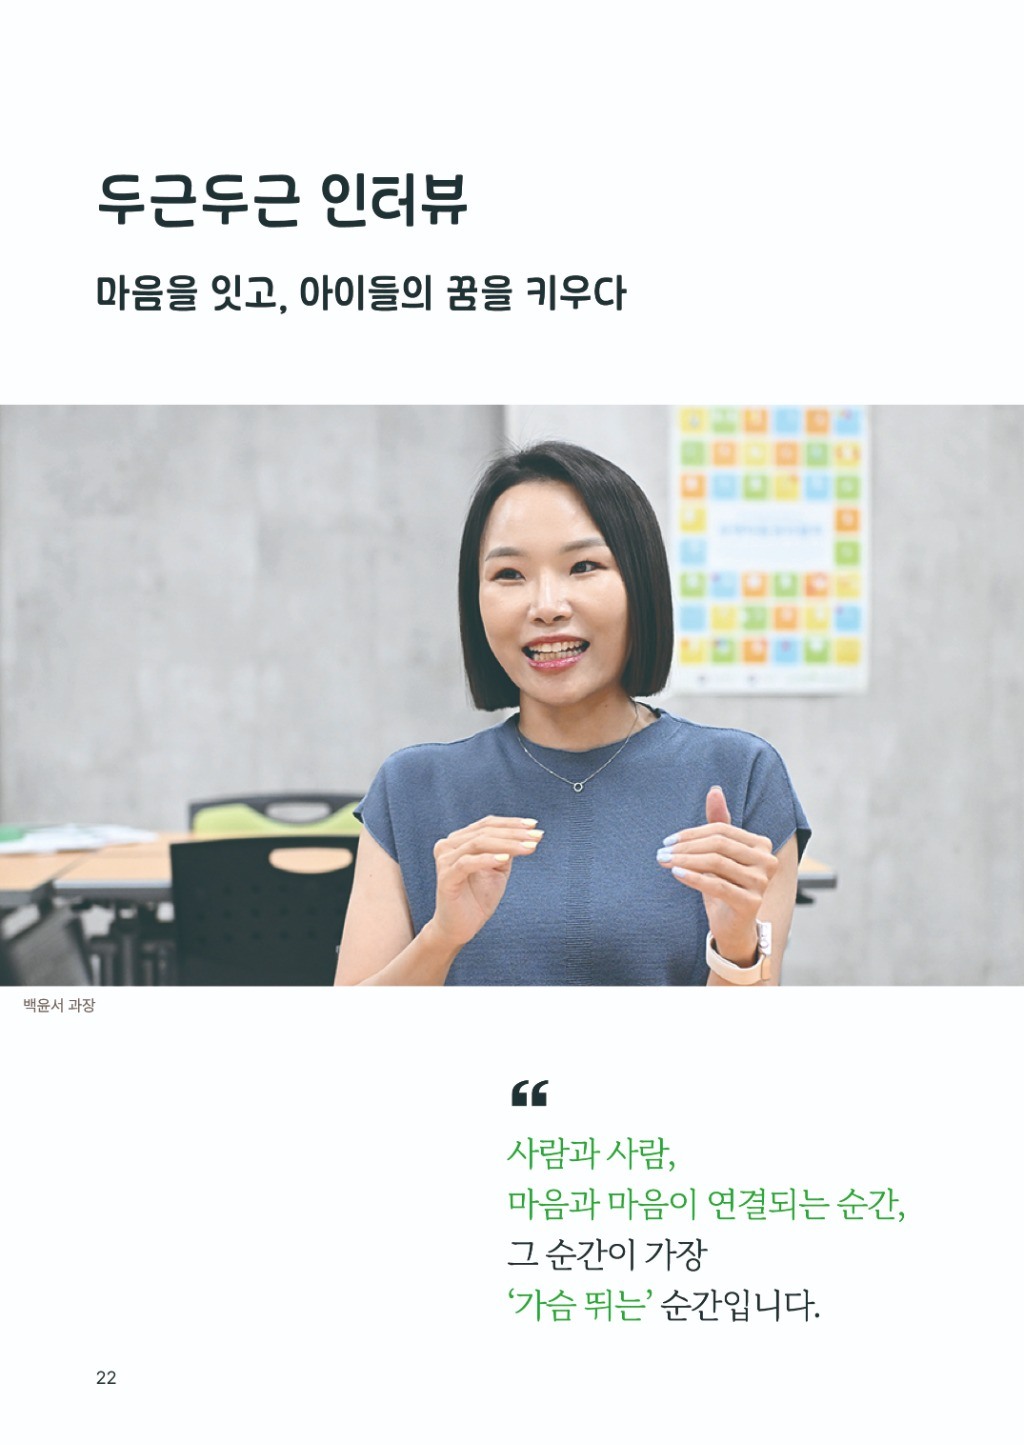 두근두근 인터뷰
마음을 잇고, 아이들의 꿈을 키우다
백윤서 과장
“
사람과 사람,
마음과 마음이 연결되는 순간,
그 순간이 가장
‘가슴 뛰는’ 순간입니다.
22